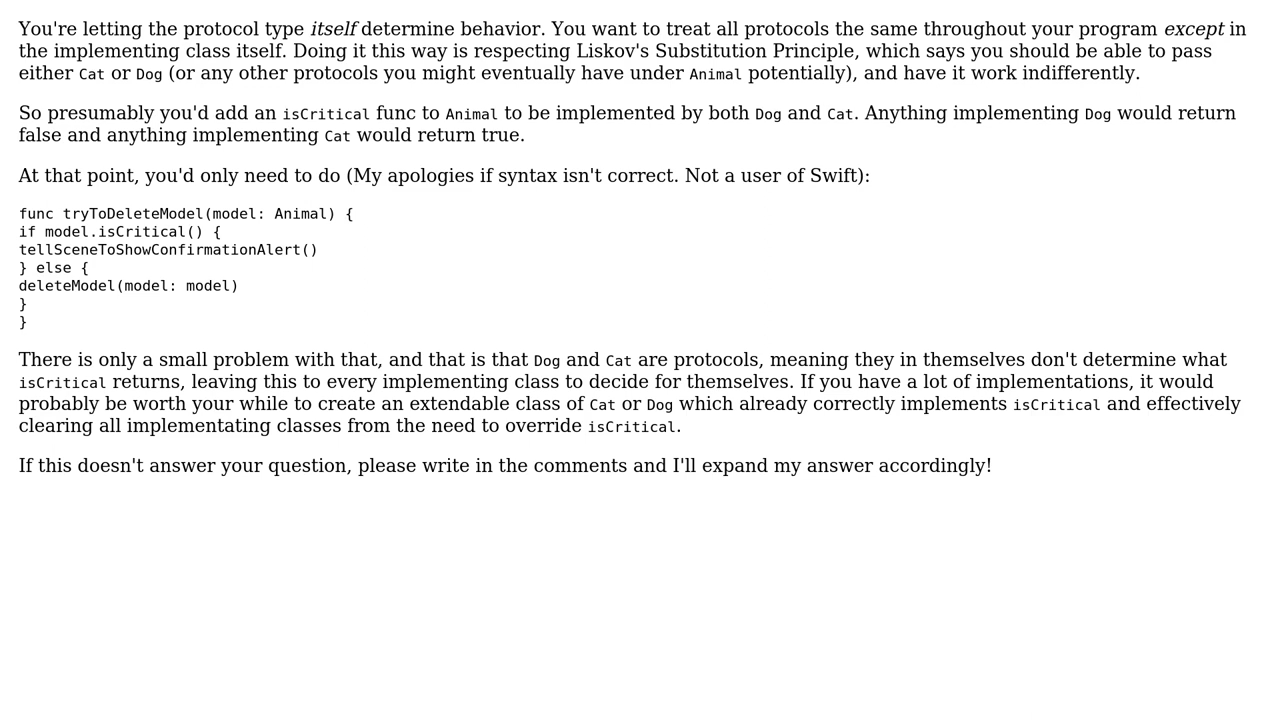 You're letting the protocol type itself determine behavior. You want to treat all protocols the same throughout your program except in
the implementing class itself. Doing it this way is respecting Liskov's Substitution Principle, which says you should be able to pass
either Cat or Dog (or any other protocols you might eventually have under Animal potentially), and have it work indifferently.
So presumably you'd add an isCritical func to Animal to be implemented by both Dog and Cat. Anything implementing Dog would return
false and anything implementing Cat would return true.
At that point, you'd only need to do (My apologies if syntax isn't correct. Not a user of Swift):
func tryToDeleteModel(model: Animal) {
if model.isCritical() {
tellSceneToShowConfirmationAlert()
} else {
deleteModel(model: model)
}
}
There is only a small problem with that, and that is that Dog and Cat are protocols, meaning they in themselves don't determine what
isCritical returns, leaving this to every implementing class to decide for themselves. If you have a lot of implementations, it would
probably be worth your while to create an extendable class of Cat or Dog which already correctly implements isCritical and effectively
clearing all implementating classes from the need to override isCritical.
If this doesn't answer your question, please write in the comments and I'll expand my answer accordingly!